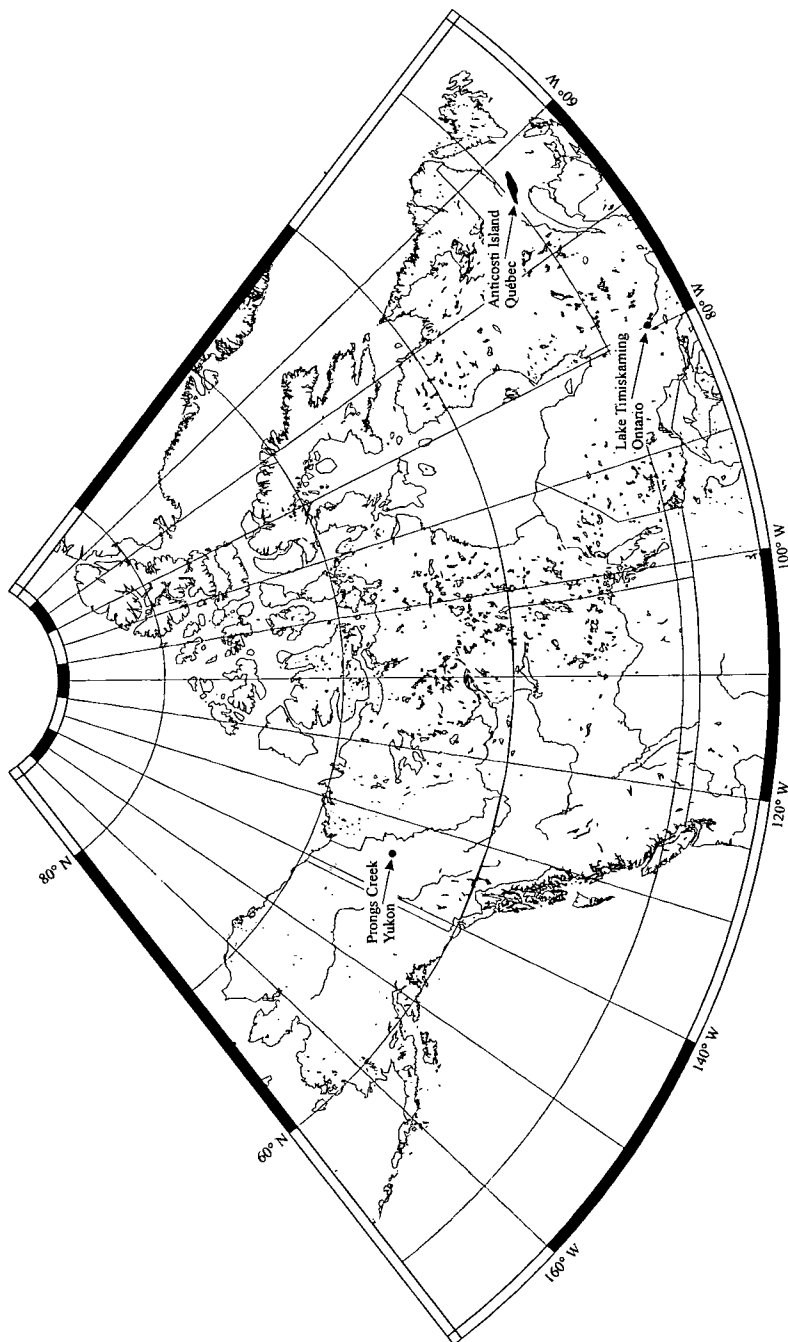 80° N
60° N
160° W
140° W
120° W
100° W
80° W
60° W
Prongs Creek
Yukon
Lake Timiskaming
Ontario
Anticosti Island
Québec